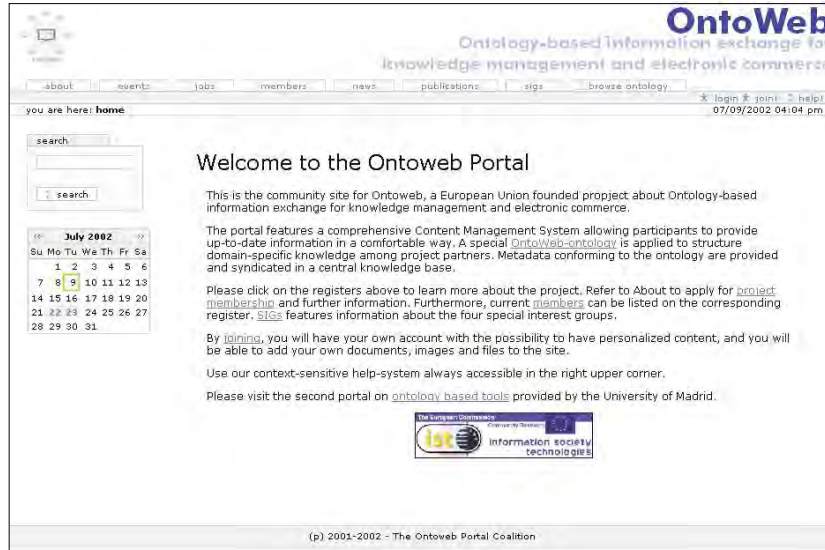 OntoWeb
Ontology-based information exchange for
knowledge management and electronic commerce
about events jobs members news publications sigs browse ontology
login join help!
you are here: home
07/09/2002 04:04 pm
search
search
July 2002
Su Mo Tu We Th Fr Sa
1 2 3 4 5 6
7 8 9 10 11 12 13
14 15 16 17 18 19 20
21 22 23 24 25 26 27
28 29 30 31
Welcome to the Ontoweb Portal
This is the community site for Ontoweb, a European Union founded propject about Ontology-based
information exchange for knowledge management and electronic commerce.
The portal features a comprehensive Content Management System allowing participants to provide
up-to-date information in a comfortable way. A special OntoWeb-ontology is applied to structure
domain-specific knowledge among project partners. Metadata conforming to the ontology are provided
and syndicated in a central knowledge base.
Please click on the registers above to learn more about the project. Refer to About to apply for project
membership and further information. Furthermore, current members can be listed on the corresponding
register. SIGs features information about the four special interest groups.
By joining, you will have your own account with the possibility to have personalized content, and you will
be able to add your own documents, images and files to the site.
Use our context-sensitive help-system always accessible in the right upper corner.
Please visit the second portal on ontology based tools provided by the University of Madrid.
The European Commission
Community Research
ist
information society
technologies
(p) 2001-2002 - The Ontoweb Portal Coalition